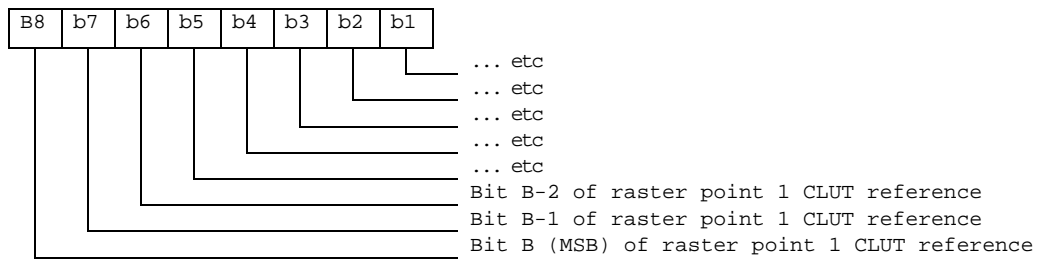 B8 b7 b6 b5 b4 b3 b2 b1
... etc
... etc
... etc
... etc
... etc
Bit B-2 of raster point 1 CLUT reference
Bit B-1 of raster point 1 CLUT reference
Bit B (MSB) of raster point 1 CLUT reference